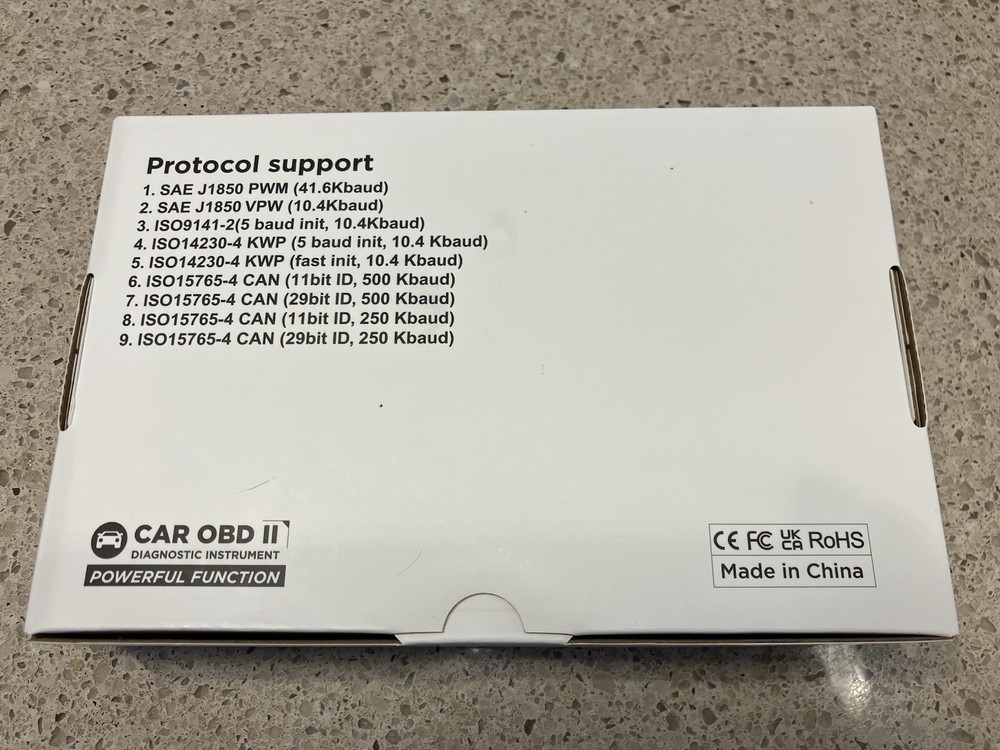 Protocol support
1. SAE J1850 PWM (41.6Kbaud)
2. SAE J1850 VPW (10.4Kbaud)
3. ISO9141-2(5 baud init, 10.4Kbaud)
4. ISO14230-4 KWP (5 baud init, 10.4 Kbaud)
5. ISO14230-4 KWP (fast init, 10.4 Kbaud)
6. ISO15765-4 CAN (11bit ID, 500 Kbaud)
7. ISO15765-4 CAN (29bit ID, 500 Kbaud)
8. ISO15765-4 CAN (11bit ID, 250 Kbaud)
9. ISO15765-4 CAN (29bit ID, 250 Kbaud)
CAR OBD II
DIAGNOSTIC INSTRUMENT
POWERFUL FUNCTION
CE FC UKCA RoHS
Made in China